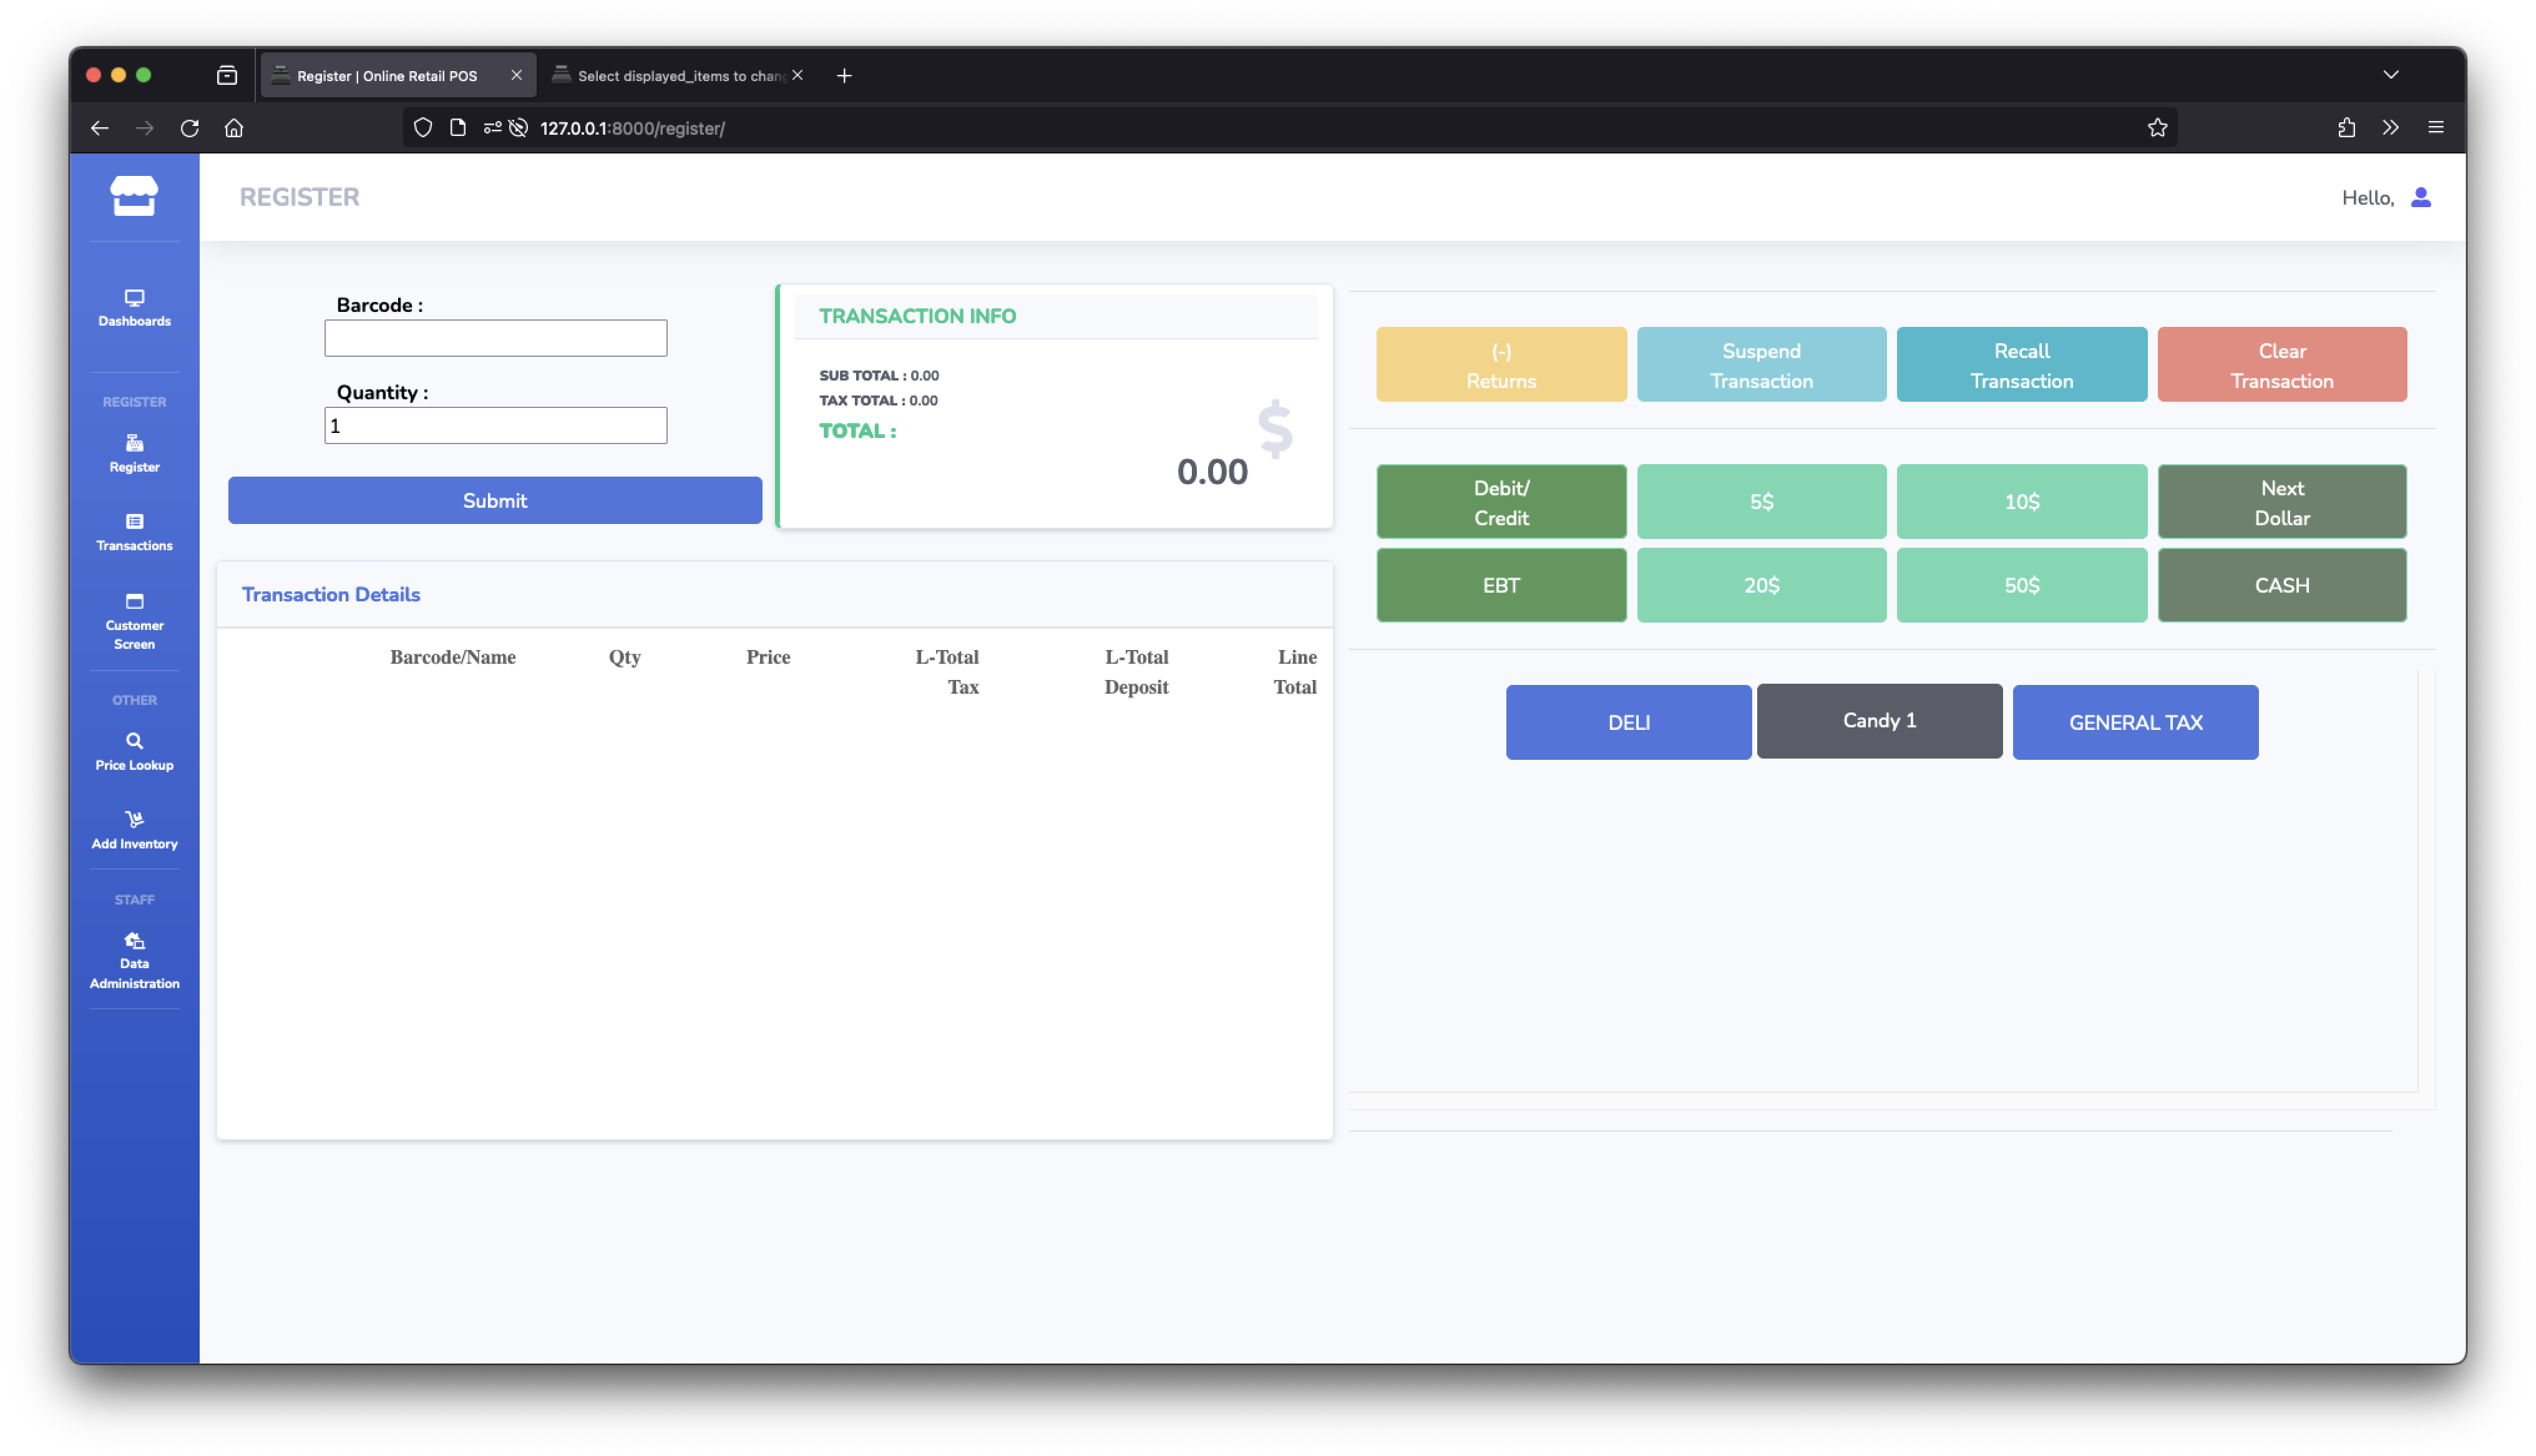 Register | Online Retail POS
Select displayed_items to chan
127.0.0.1:8000/register/
REGISTER
Hello,
Dashboards
REGISTER
Register
Transactions
Customer
Screen
OTHER
Price Lookup
Add Inventory
STAFF
Data
Administration
Barcode :
Quantity :
1
Submit
TRANSACTION INFO
SUB TOTAL : 0.00
TAX TOTAL : 0.00
TOTAL :
$
0.00
Transaction Details
Barcode/Name Qty Price L-Total Tax L-Total Deposit Line Total
(-)
Returns
Suspend
Transaction
Recall
Transaction
Clear
Transaction
Debit/
Credit
5$
10$
Next
Dollar
EBT
20$
50$
CASH
DELI
Candy 1
GENERAL TAX